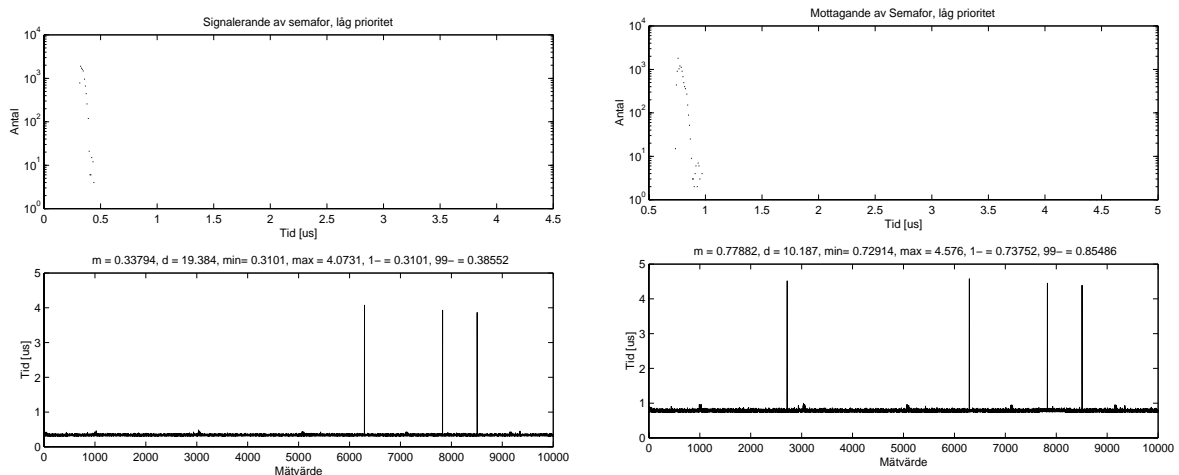 Signalerande av semafor, låg prioritet
10^4
10^3
10^2
10^1
10^0
Antal
0 0.5 1 1.5 2 2.5 3 3.5 4 4.5
Tid [us]
m = 0.33794, d = 19.384, min= 0.3101, max = 4.0731, 1− = 0.3101, 99− = 0.38552
5
4
3
2
1
0
Tid [us]
0 1000 2000 3000 4000 5000 6000 7000 8000 9000 10000
Mätvärde
Mottagande av Semafor, låg prioritet
10^4
10^3
10^2
10^1
10^0
Antal
0.5 1 1.5 2 2.5 3 3.5 4 4.5 5
Tid [us]
m = 0.77882, d = 10.187, min= 0.72914, max = 4.576, 1− = 0.73752, 99− = 0.85486
5
4
3
2
1
0
Tid [us]
0 1000 2000 3000 4000 5000 6000 7000 8000 9000 10000
Mätvärde